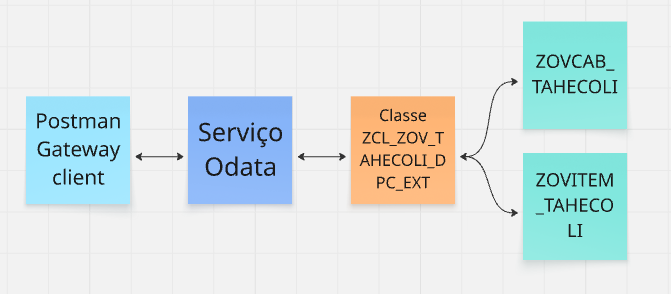 Postman
Gateway
client
Serviço
Odata
Classe
ZCL_ZOV_T
AHECOLI_D
PC_EXT
ZOVCAB_
TAHECOLI
ZOVITEM
_TAHECO
LI